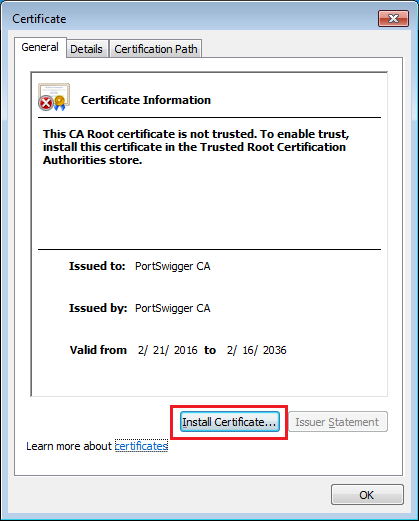 Certificate
General Details Certification Path
Certificate Information
This CA Root certificate is not trusted. To enable trust,
install this certificate in the Trusted Root Certification
Authorities store.
Issued to: PortSwigger CA
Issued by: PortSwigger CA
Valid from 2/ 21/ 2016 to 2/ 16/ 2036
Install Certificate... Issuer Statement
Learn more about certificates
OK